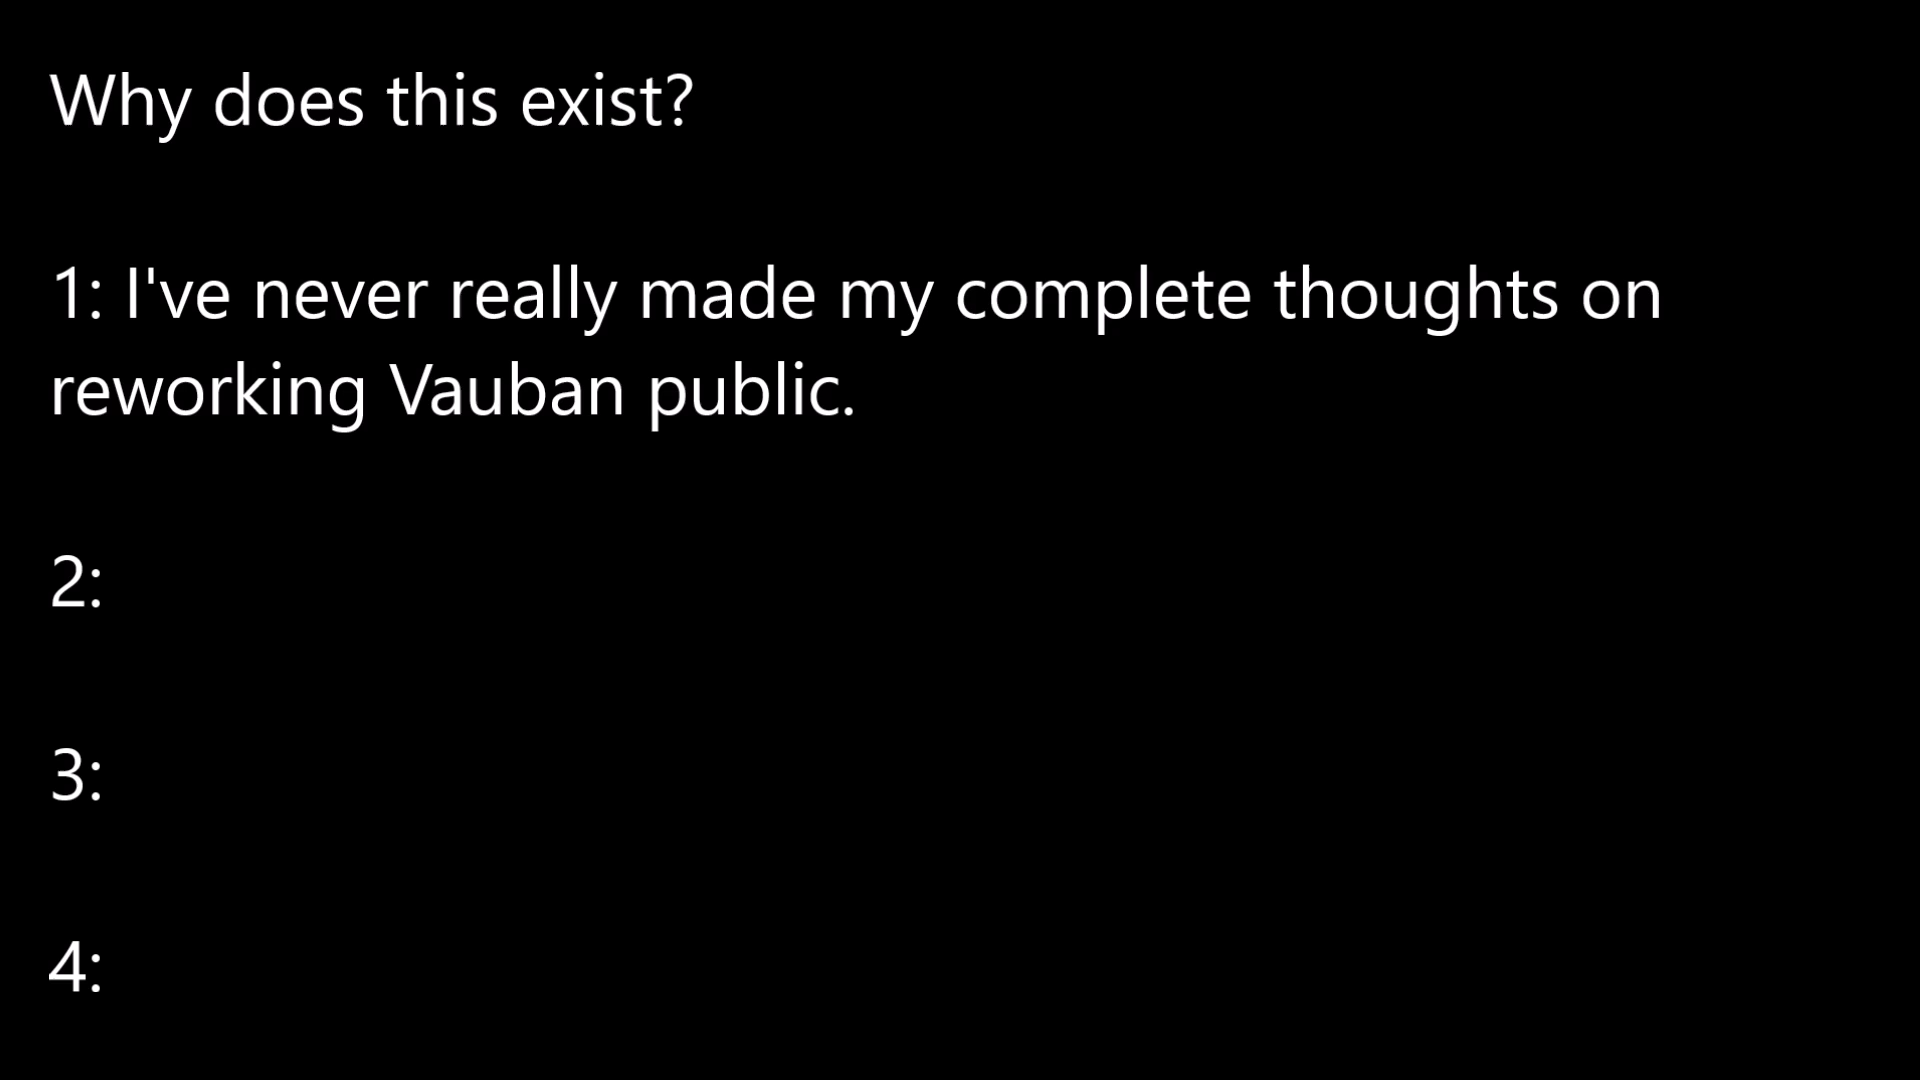 Why does this exist?
1: I've never really made my complete thoughts on
reworking Vauban public.
2:
3:
4: